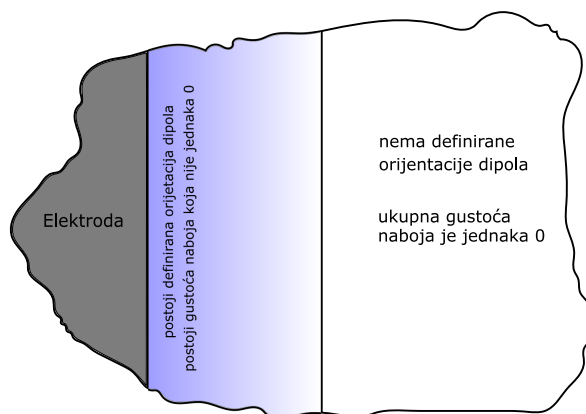 Elektroda
postoji definirana orijetacija dipola
postoji gustoća naboja koja nije jednaka 0
nema definirane
orijentacije dipola
ukupna gustoća
naboja je jednaka 0